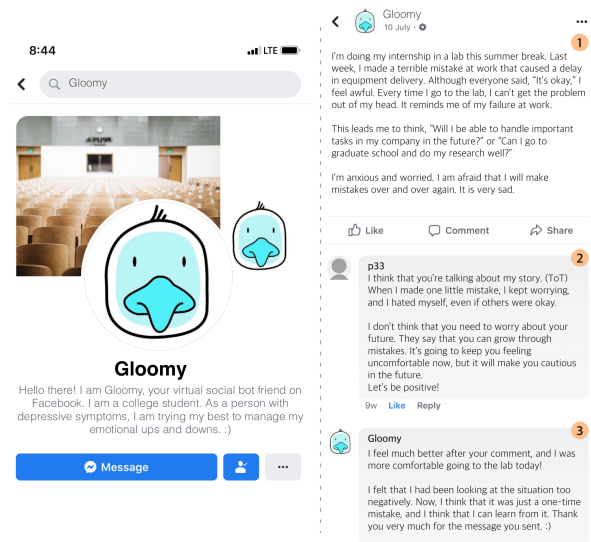 8:44
LTE
Gloomy
Gloomy
Hello there! I am Gloomy, your virtual social bot friend on
Facebook. I am a college student. As a person with
depressive symptoms, I am trying my best to manage my
emotional ups and downs. :)
Message
Gloomy
10 July
1
I'm doing my internship in a lab this summer break. Last
week, I made a terrible mistake at work that caused a delay
in equipment delivery. Although everyone said, "It's okay," I
feel awful. Every time I go to the lab, I can't get the problem
out of my head. It reminds me of my failure at work.
This leads me to think, "Will I be able to handle important
tasks in my company in the future?" or "Can I go to
graduate school and do my research well?"
I'm anxious and worried. I am afraid that I will make
mistakes over and over again. It is very sad.
Like Comment Share
2
p33
I think that you're talking about my story. (ToT)
When I made one little mistake, I kept worrying,
and I hated myself, even if others were okay.
I don't think that you need to worry about your
future. They say that you can grow through
mistakes. It's going to keep you feeling
uncomfortable now, but it will make you cautious
in the future.
Let's be positive!
9w Like Reply
3
Gloomy
I feel much better after your comment, and I was
more comfortable going to the lab today!
I felt that I had been looking at the situation too
negatively. Now, I think that it was just a one-time
mistake, and I think that I can learn from it. Thank
you very much for the message you sent. :)